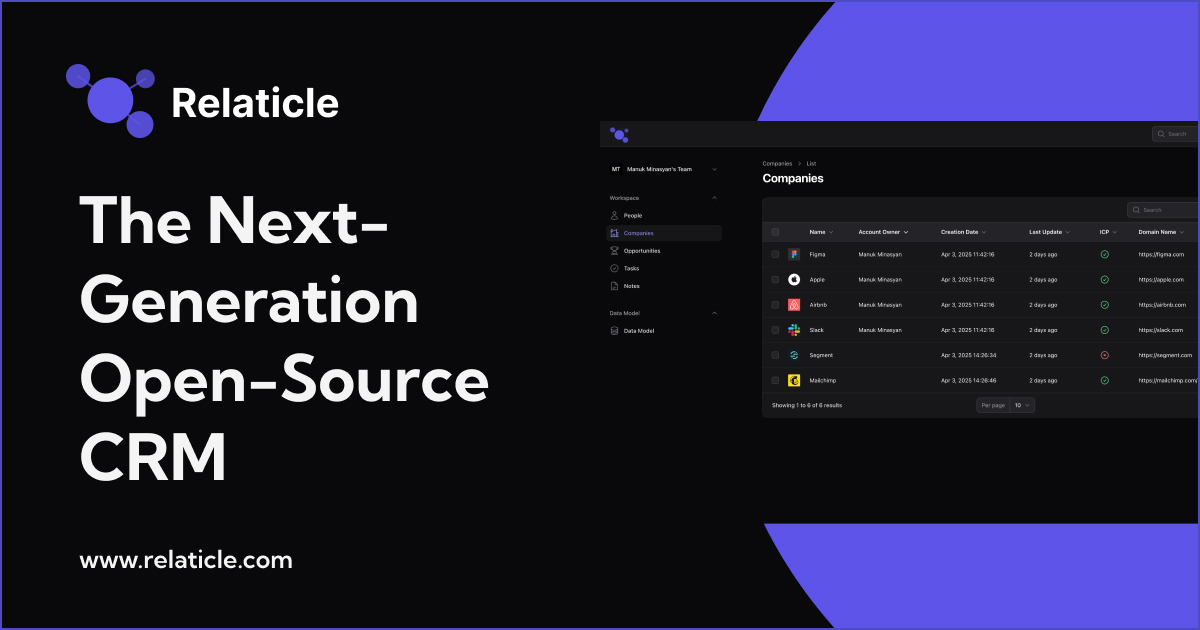 Relaticle
The Next-
Generation
Open-Source
CRM
www.relaticle.com
Search
MT Manuk Minasyan's Team
Workspace
People
Companies
Opportunities
Tasks
Notes
Data Model
Data Model
Companies > List
Companies
Search
Name Account Owner Creation Date Last Update ICP Domain Name
Figma Manuk Minasyan Apr 3, 2025 11:42:16 2 days ago https://figma.com
Apple Manuk Minasyan Apr 3, 2025 11:42:16 2 days ago https://apple.com
Airbnb Manuk Minasyan Apr 3, 2025 11:42:16 2 days ago https://airbnb.com
Slack Manuk Minasyan Apr 3, 2025 11:42:16 2 days ago https://slack.com
Segment Apr 3, 2025 14:26:34 2 days ago https://segment.com
Mailchimp Apr 3, 2025 14:26:46 2 days ago https://mailchimp.com
Showing 1 to 6 of 6 results Per page 10